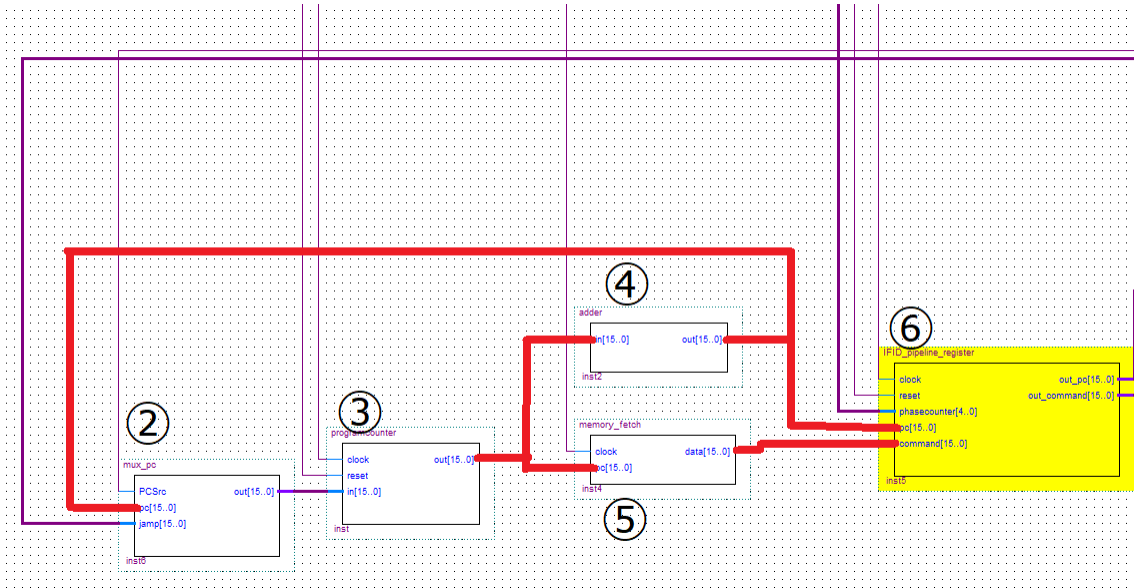 ④
adder
in[15..0]
out[15..0]
inst2
⑥
IFID_pipeline_register
clock
reset
phasecounter[4..0]
pc[15..0]
command[15..0]
out_pc[15..0]
out_command[15..0]
inst5
③
programcounter
clock
reset
in[15..0]
out[15..0]
inst
memory_fetch
clock
pc[15..0]
data[15..0]
inst4
⑤
②
mux_pc
PCSrc
pc[15..0]
jamp[15..0]
out[15..0]
inst6